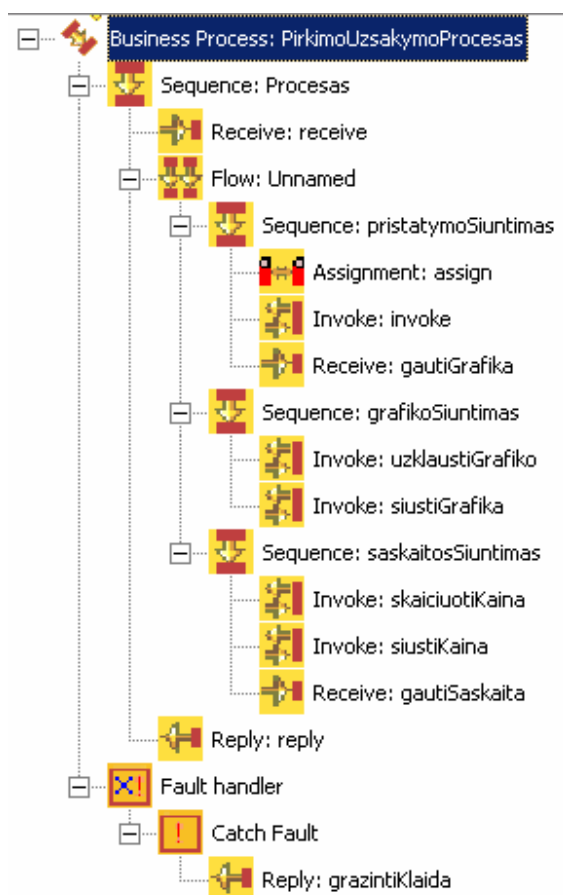 Business Process: PirkimoUzsakymoProcesas
Sequence: Procesas
Receive: receive
Flow: Unnamed
Sequence: pristatymoSiuntimas
Assignment: assign
Invoke: invoke
Receive: gautiGrafika
Sequence: grafikoSiuntimas
Invoke: uzklaustiGrafiko
Invoke: siustiGrafika
Sequence: saskaitosSiuntimas
Invoke: skaiciuotiKaina
Invoke: siustiKaina
Receive: gautiSaskaita
Reply: reply
Fault handler
Catch Fault
Reply: grazintiKlaida